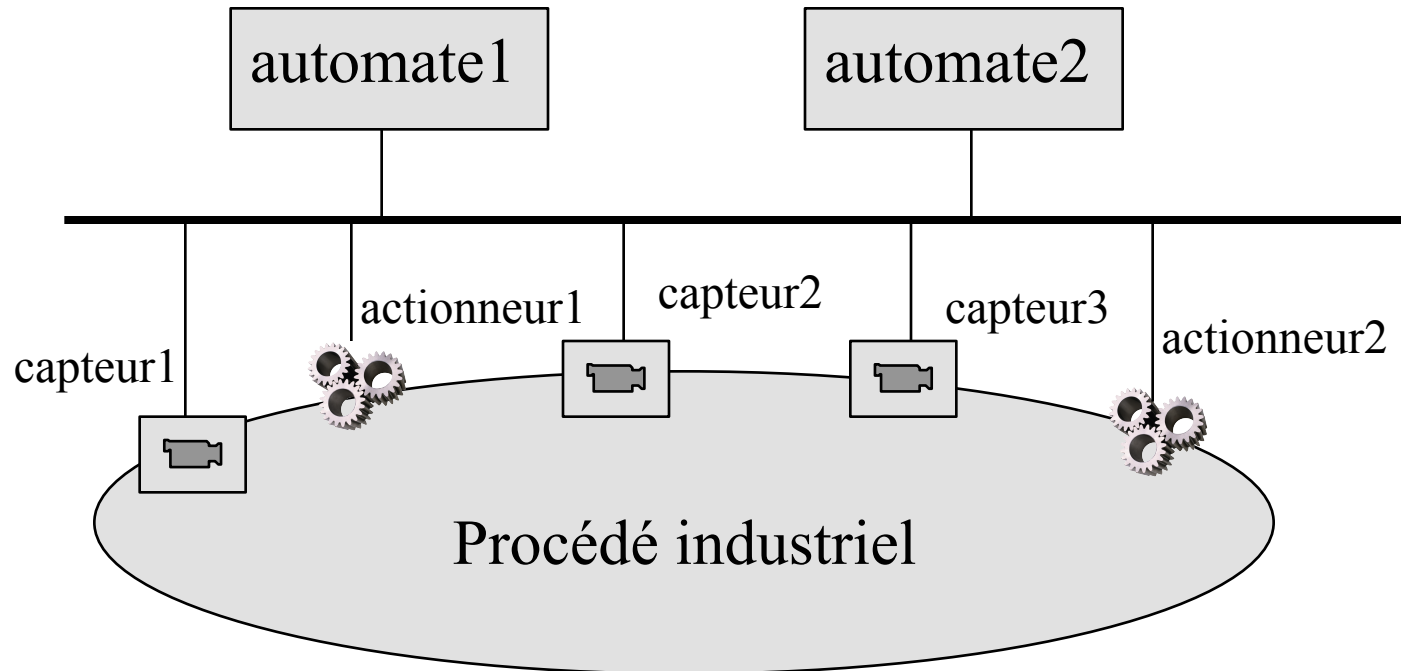 automate1
automate2
actionneur1
capteur2
capteur3
actionneur2
capteur1
Procédé industriel